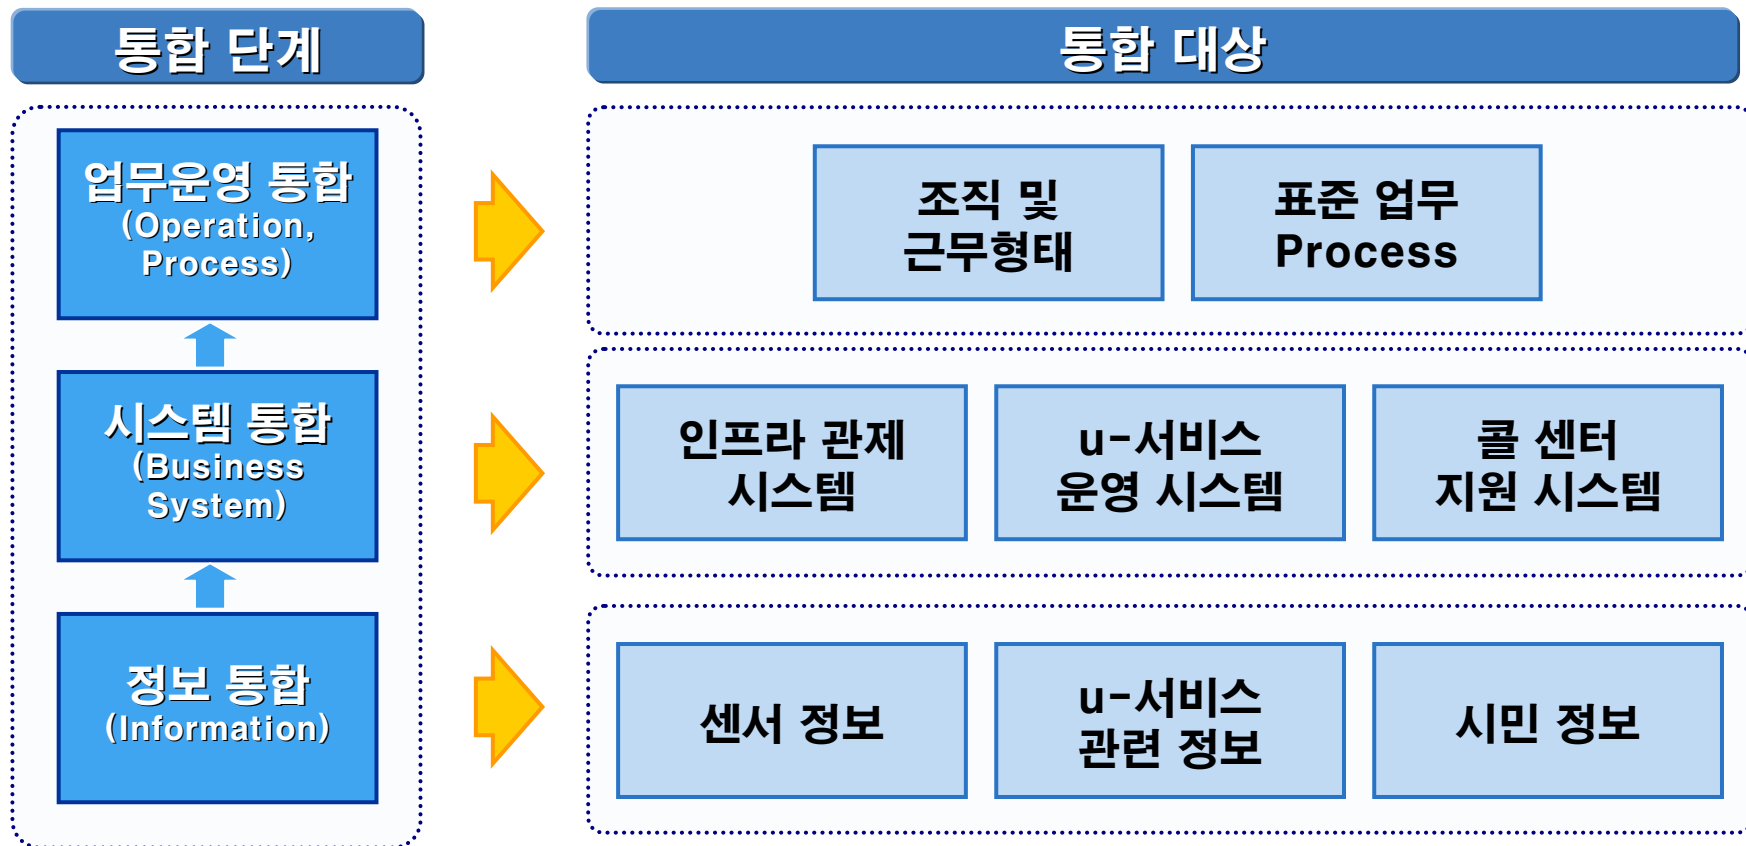 통합 단계
통합 대상
업무운영 통합
(Operation,
Process)
조직 및
근무형태
표준 업무
Process
시스템 통합
(Business
System)
인프라 관제
시스템
u-서비스
운영 시스템
콜 센터
지원 시스템
정보 통합
(Information)
센서 정보
u-서비스
관련 정보
시민 정보